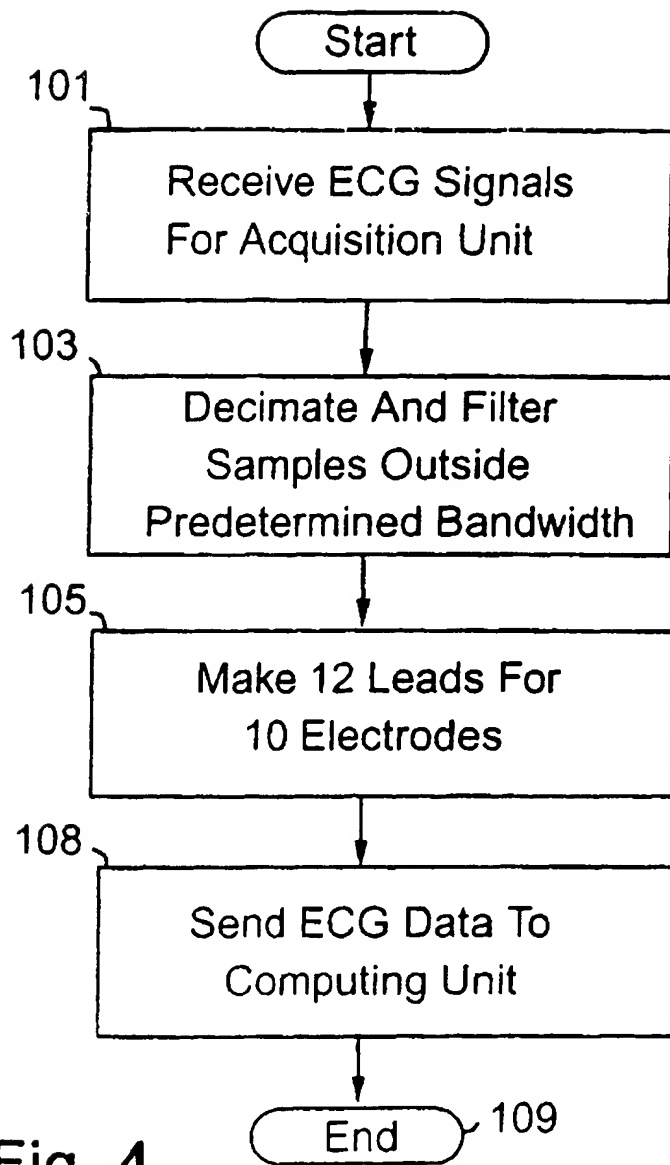 Start
101
Receive ECG Signals
For Acquisition Unit
103
Decimate And Filter
Samples Outside
Predetermined Bandwidth
105
Make 12 Leads For
10 Electrodes
108
Send ECG Data To
Computing Unit
End
109
Fig. 4